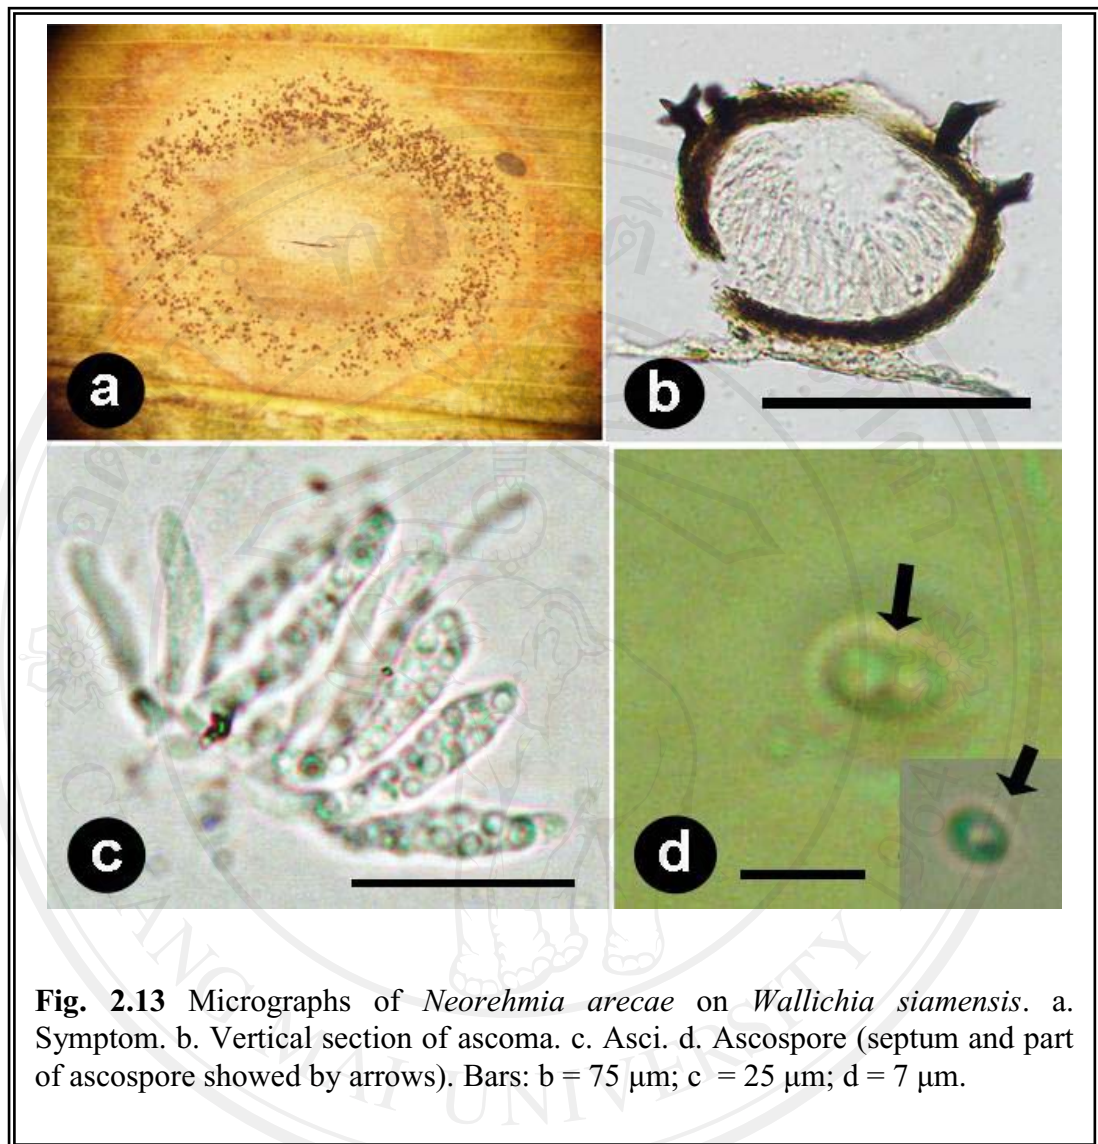 a
b
c
d
Fig. 2.13 Micrographs of Neorehmia arecae on Wallichia siamensis. a.
Symptom. b. Vertical section of ascoma. c. Asci. d. Ascospore (septum and part
of ascospore showed by arrows). Bars: b = 75 μm; c = 25 μm; d = 7 μm.